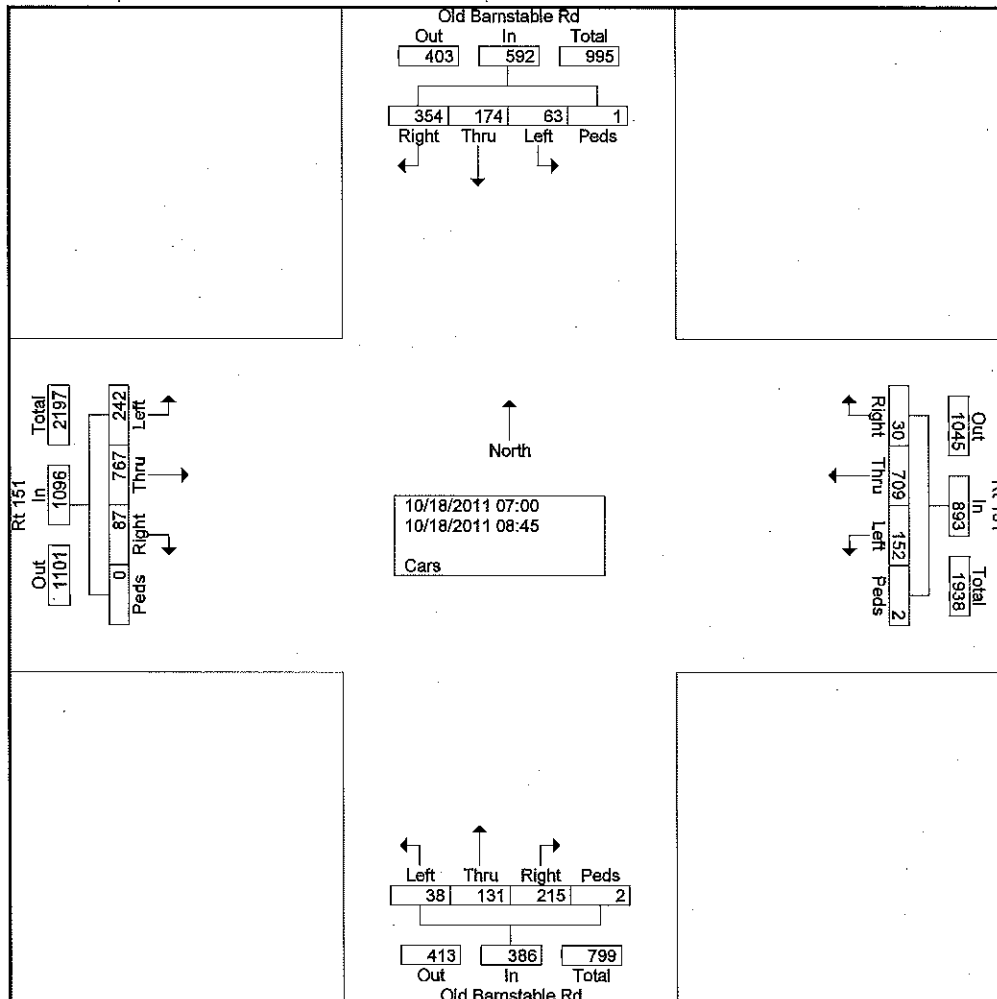 Old Barnstable Rd
Out In Total
403 592 995
354 174 63 1
Right Thru Left Peds
Rt 151
Total In Out
2197 1096 1101
242 767 87 0
Left Thru Right Peds
North
10/18/2011 07:00
10/18/2011 08:45
Cars
Right Thru Left Peds
30 709 152 2
Out In Total
1045 893 1938
Left Thru Right Peds
38 131 215 2
413 386 799
Out In Total
Old Barnstable Rd